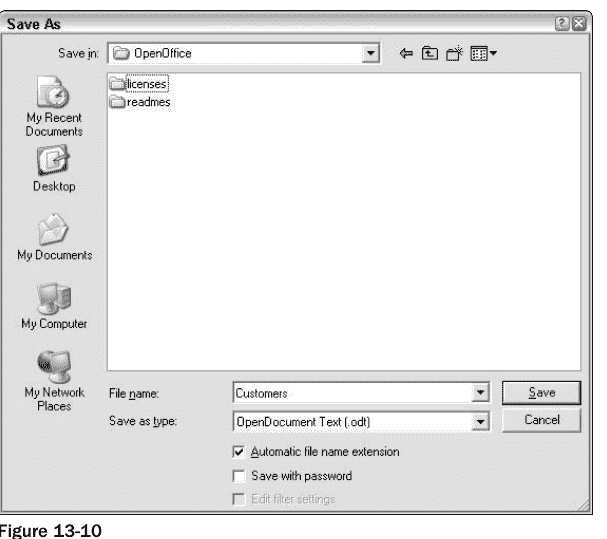 Save As
Save in: OpenOffice
licenses
readmes
My Recent
Documents
Desktop
My Documents
My Computer
My Network
Places
File name: Customers Save
Save as type: OpenDocument Text (.odt) Cancel
Automatic file name extension
Save with password
Edit filter settings
Figure 13-10